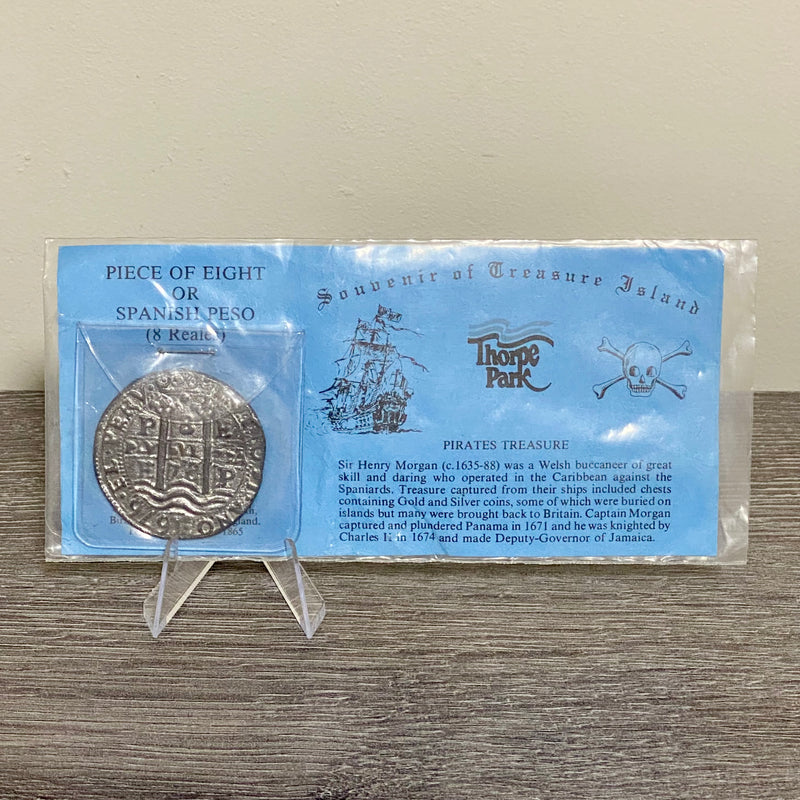 PIECE OF EIGHT
OR
SPANISH PESO
(8 Reales)
P 8 E
PLVS VL
P
Souvenir of Treasure Island
Thorpe
Park
PIRATES TREASURE
Sir Henry Morgan (c.1635-88) was a Welsh buccaneer of great
skill and daring who operated in the Caribbean against the
Spaniards. Treasure captured from their ships included chests
containing Gold and Silver coins, some of which were buried on
islands but many were brought back to Britain. Captain Morgan
captured and plundered Panama in 1671 and he was knighted by
Charles II in 1674 and made Deputy-Governor of Jamaica.